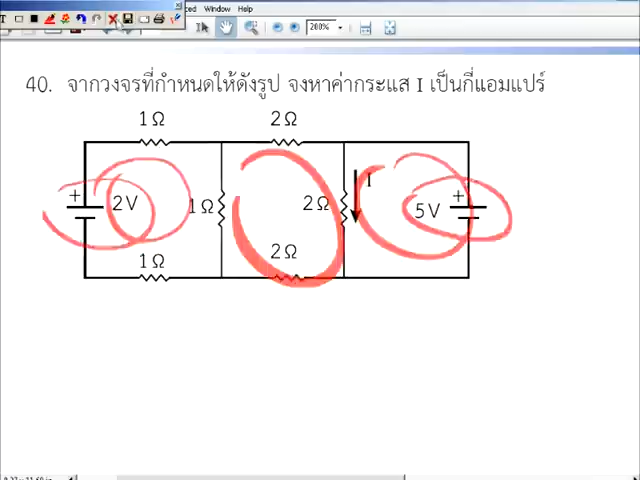 Window Help
T
200%
40. จากวงจรที่กำหนดให้ดังรูป จงหาค่ากระแส I เป็นกี่แอมแปร์
1Ω 2Ω
+ 2V 1Ω 2Ω I 5V +
1Ω 2Ω